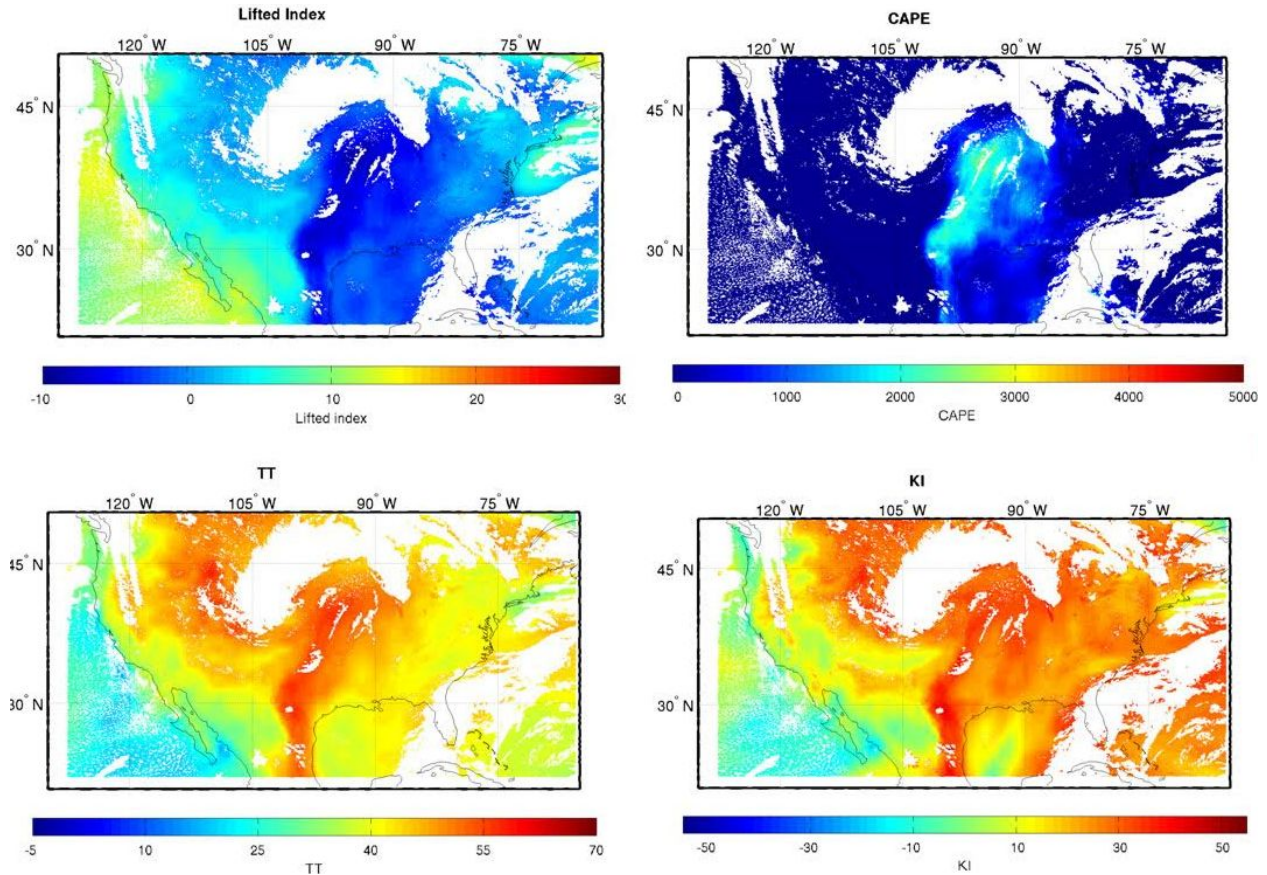 Lifted Index
120° W 105° W 90° W 75° W
45° N
30° N
-10 0 10 20 30
Lifted index
CAPE
120° W 105° W 90° W 75° W
45° N
30° N
0 1000 2000 3000 4000 5000
CAPE
TT
120° W 105° W 90° W 75° W
45° N
30° N
-5 10 25 40 55 70
TT
KI
120° W 105° W 90° W 75° W
45° N
30° N
-50 -30 -10 10 30 50
KI